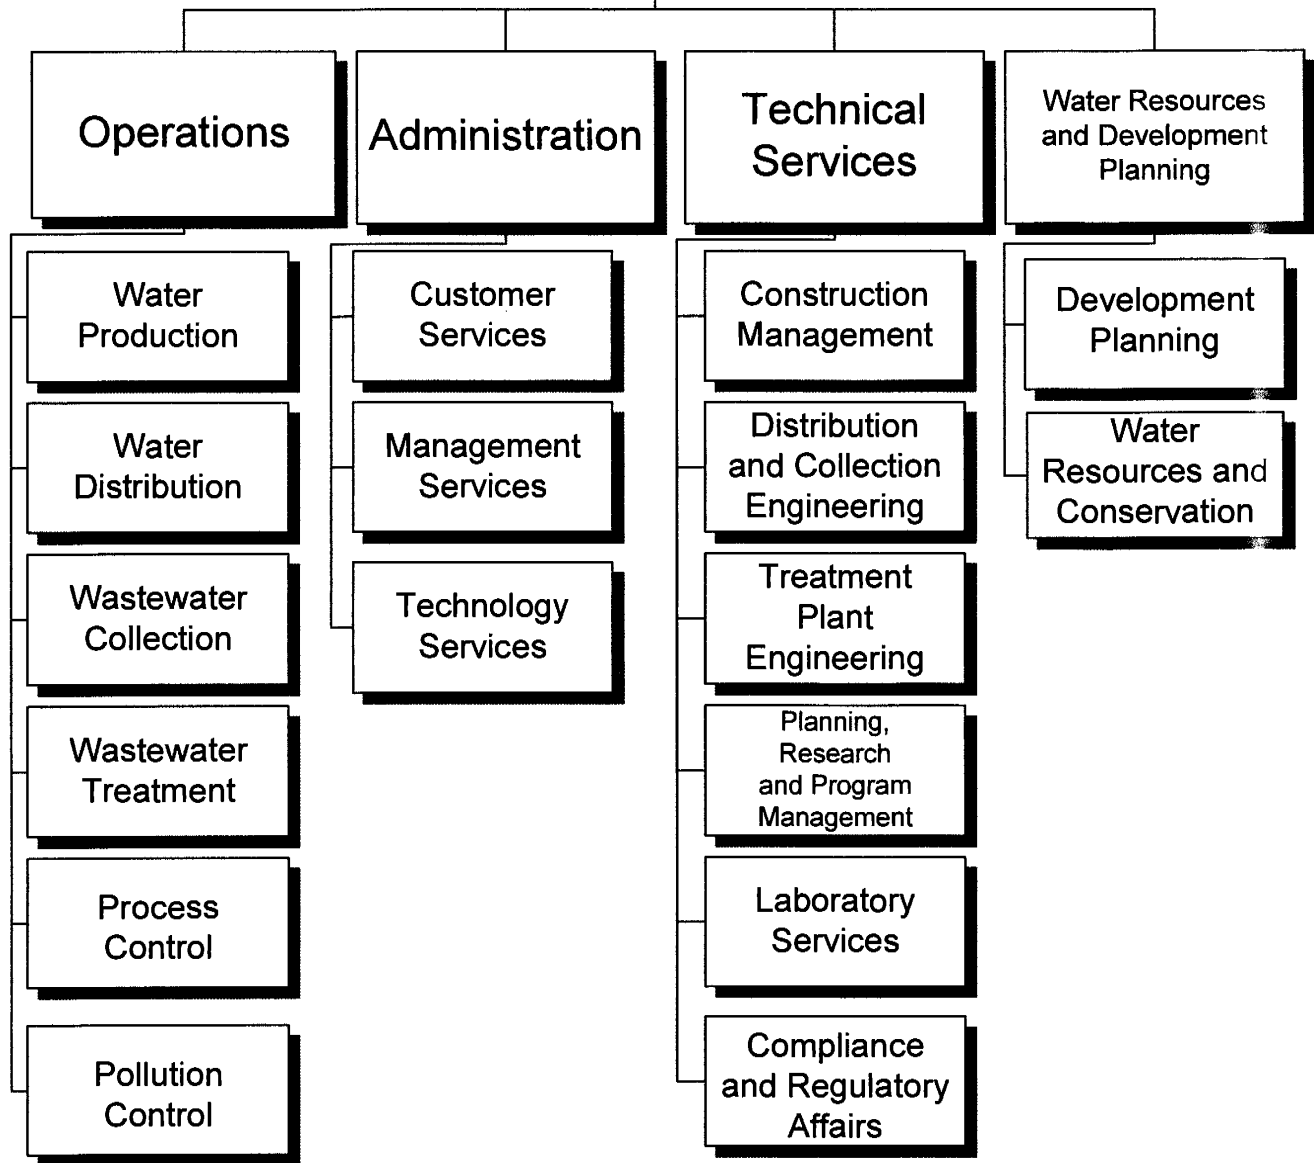 Operations
Administration
Technical
Services
Water Resources
and Development
Planning
Water
Production
Water
Distribution
Wastewater
Collection
Wastewater
Treatment
Process
Control
Pollution
Control
Customer
Services
Management
Services
Technology
Services
Construction
Management
Distribution
and Collection
Engineering
Treatment
Plant
Engineering
Planning,
Research
and Program
Management
Laboratory
Services
Compliance
and Regulatory
Affairs
Development
Planning
Water
Resources and
Conservation